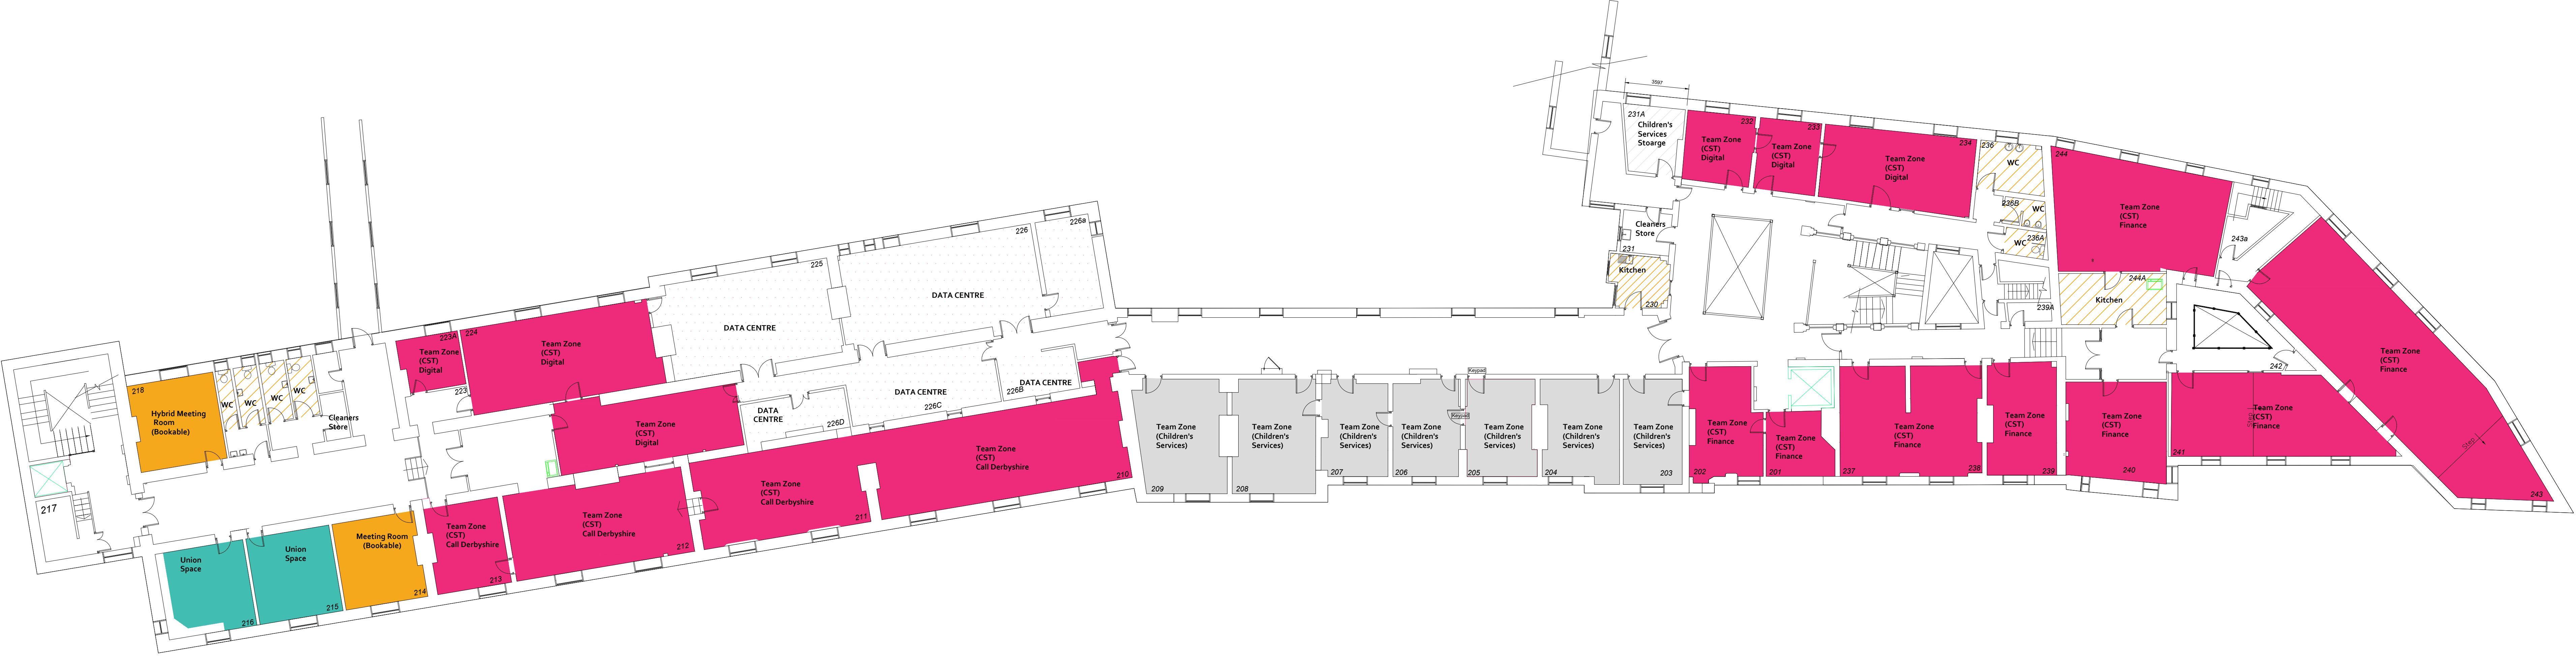 3597
231A
Children's
Services
Stoarge
232
Team Zone
(CST)
Digital
233
Team Zone
(CST)
Digital
234
Team Zone
(CST)
Digital
236
WC
236B
WC
236A
WC
244
Team Zone
(CST)
Finance
243a
Cleaners
Store
231
Kitchen
230
239A
244A
Kitchen
242
Team Zone
(CST)
Finance
Step
243
226a
226
DATA CENTRE
225
DATA CENTRE
224
Team Zone
(CST)
Digital
223A
Team Zone
(CST)
Digital
223
218
Hybrid Meeting
Room
(Bookable)
WC
WC
WC
WC
Cleaners
Store
Team Zone
(CST)
Digital
DATA
CENTRE
226D
DATA CENTRE
226C
DATA CENTRE
226B
217
Union
Space
216
Union
Space
215
Meeting Room
(Bookable)
214
Team Zone
(CST)
Call Derbyshire
213
Team Zone
(CST)
Call Derbyshire
212
Team Zone
(CST)
Call Derbyshire
211
Team Zone
(CST)
Call Derbyshire
210
Team Zone
(Children's
Services)
209
Team Zone
(Children's
Services)
208
Team Zone
(Children's
Services)
207
Team Zone
(Children's
Services)
206
Keypad
Keypad
Team Zone
(Children's
Services)
205
Team Zone
(Children's
Services)
204
Team Zone
(Children's
Services)
203
Team Zone
(CST)
Finance
202
Team Zone
(CST)
Finance
201
Team Zone
(CST)
Finance
237
238
Team Zone
(CST)
Finance
239
Team Zone
(CST)
Finance
240
Team Zone
(CST)
Finance
241